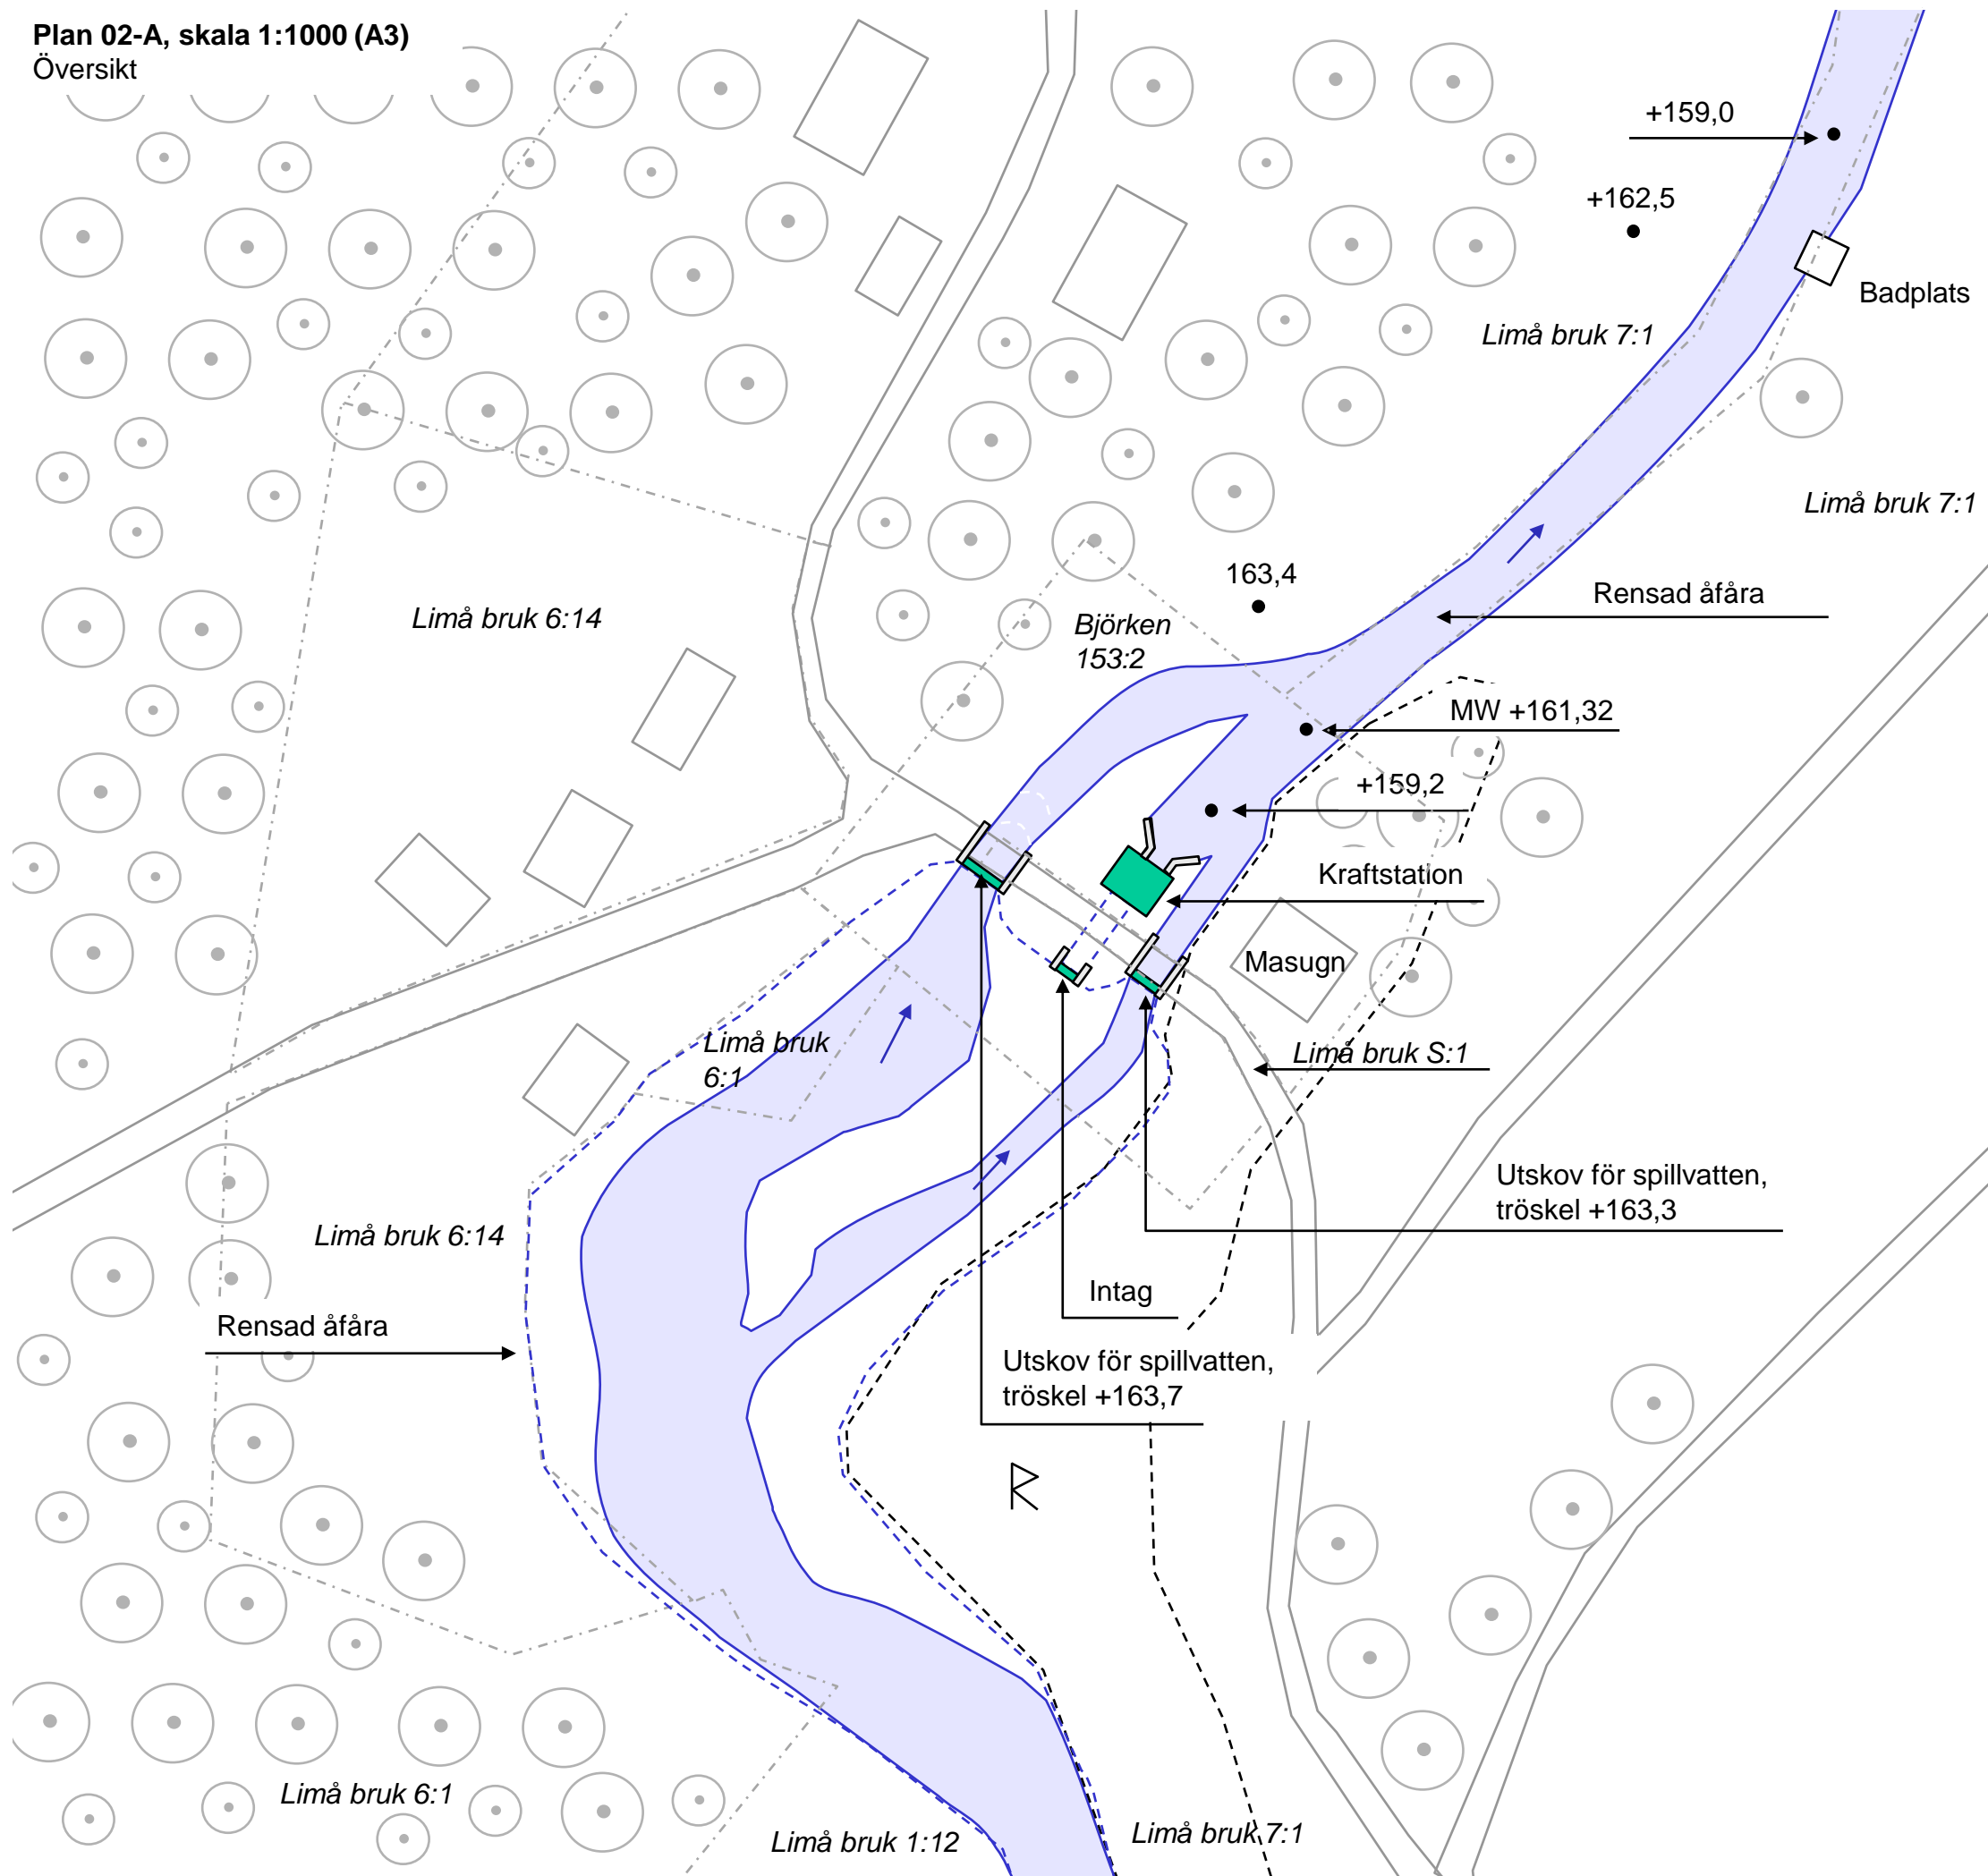 Plan 02-A, skala 1:1000 (A3)
Översikt
+159,0
+162,5
Badplats
Limå bruk 7:1
Limå bruk 7:1
163,4
Rensad åfåra
Limå bruk 6:14
Björken
153:2
MW +161,32
+159,2
Kraftstation
Masugn
Limå bruk
6:1
Limå bruk S:1
Utskov för spillvatten,
tröskel +163,3
Limå bruk 6:14
Intag
Rensad åfåra
Utskov för spillvatten,
tröskel +163,7
Limå bruk 6:1
Limå bruk 1:12
Limå bruk 7:1